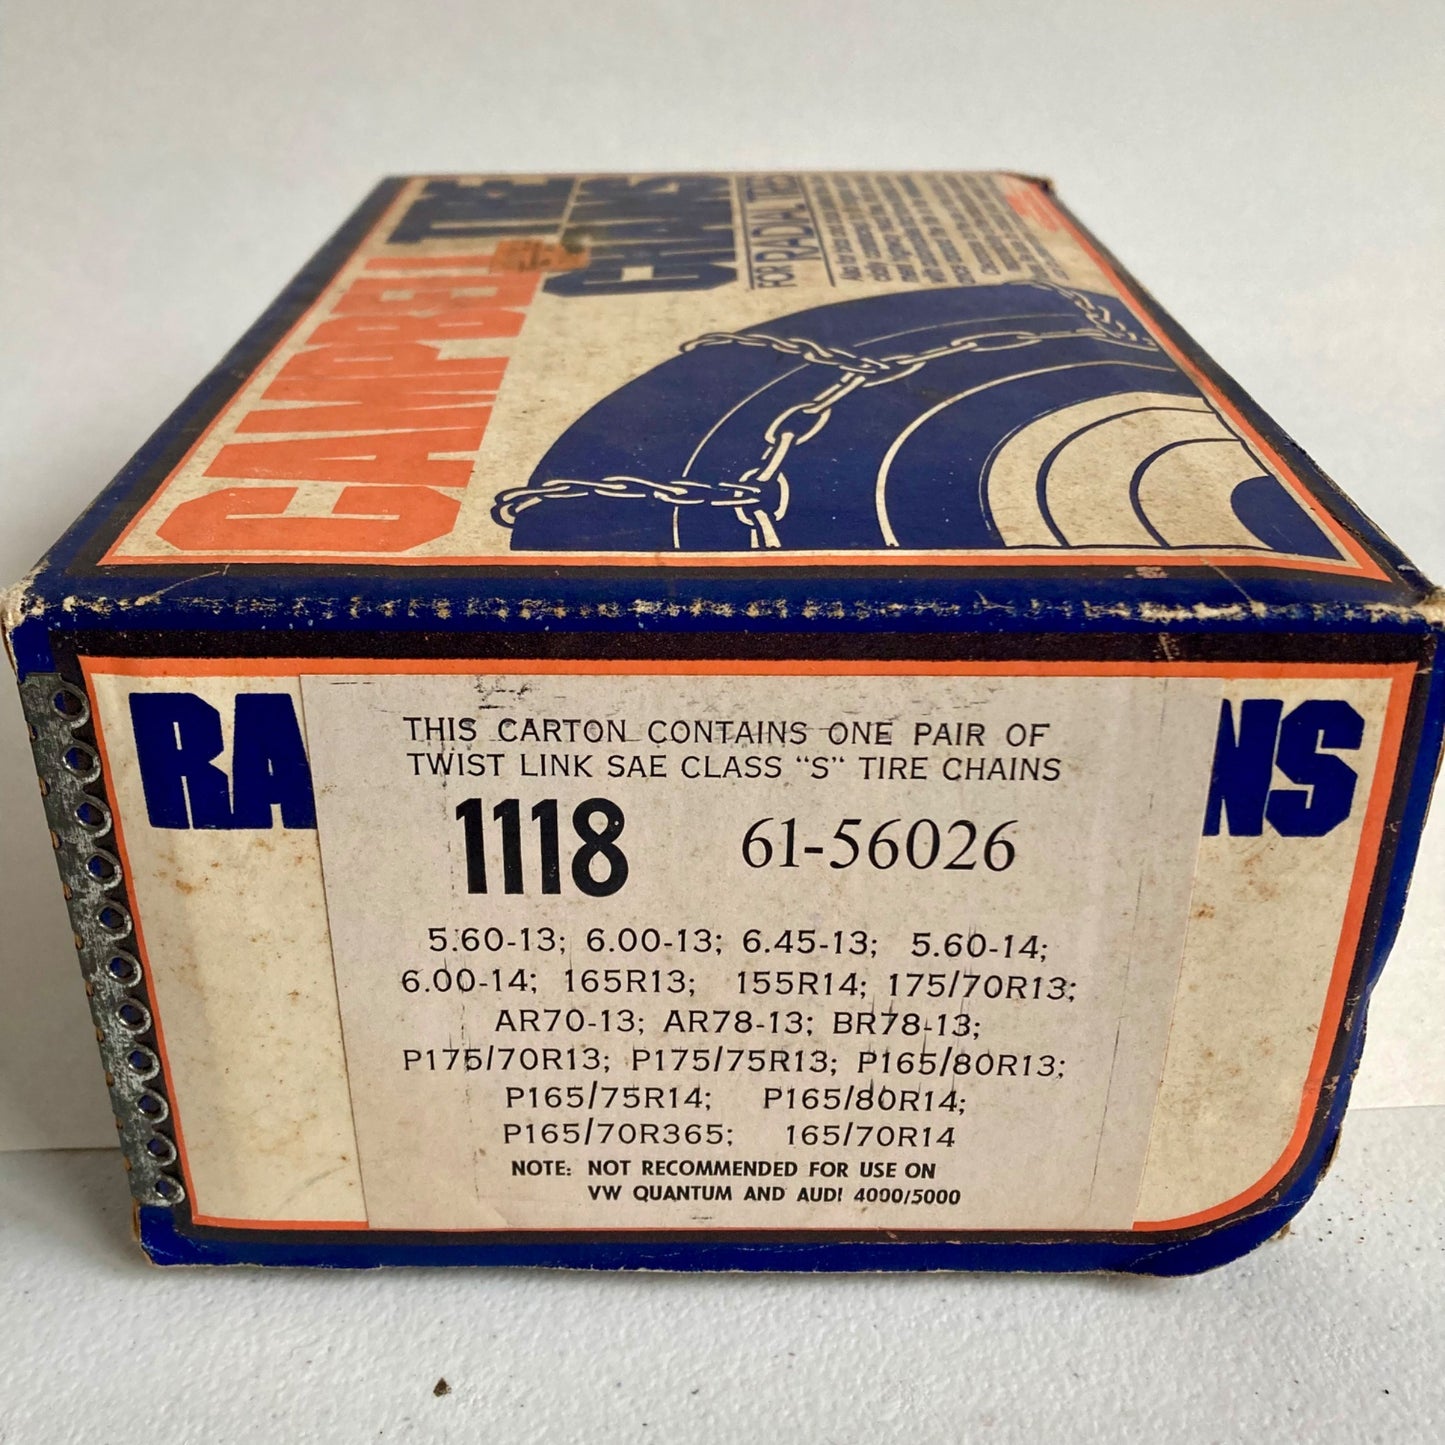 CAMPBELL TIRE
CHAINS
FOR RADIAL TIRES
RA NS
THIS CARTON CONTAINS ONE PAIR OF
TWIST LINK SAE CLASS "S" TIRE CHAINS
1118 61-56026
5.60-13; 6.00-13; 6.45-13; 5.60-14;
6.00-14; 165R13; 155R14; 175/70R13;
AR70-13; AR78-13; BR78-13;
P175/70R13; P175/75R13; P165/80R13;
P165/75R14; P165/80R14;
P165/70R365; 165/70R14
NOTE: NOT RECOMMENDED FOR USE ON
VW QUANTUM AND AUDI 4000/5000